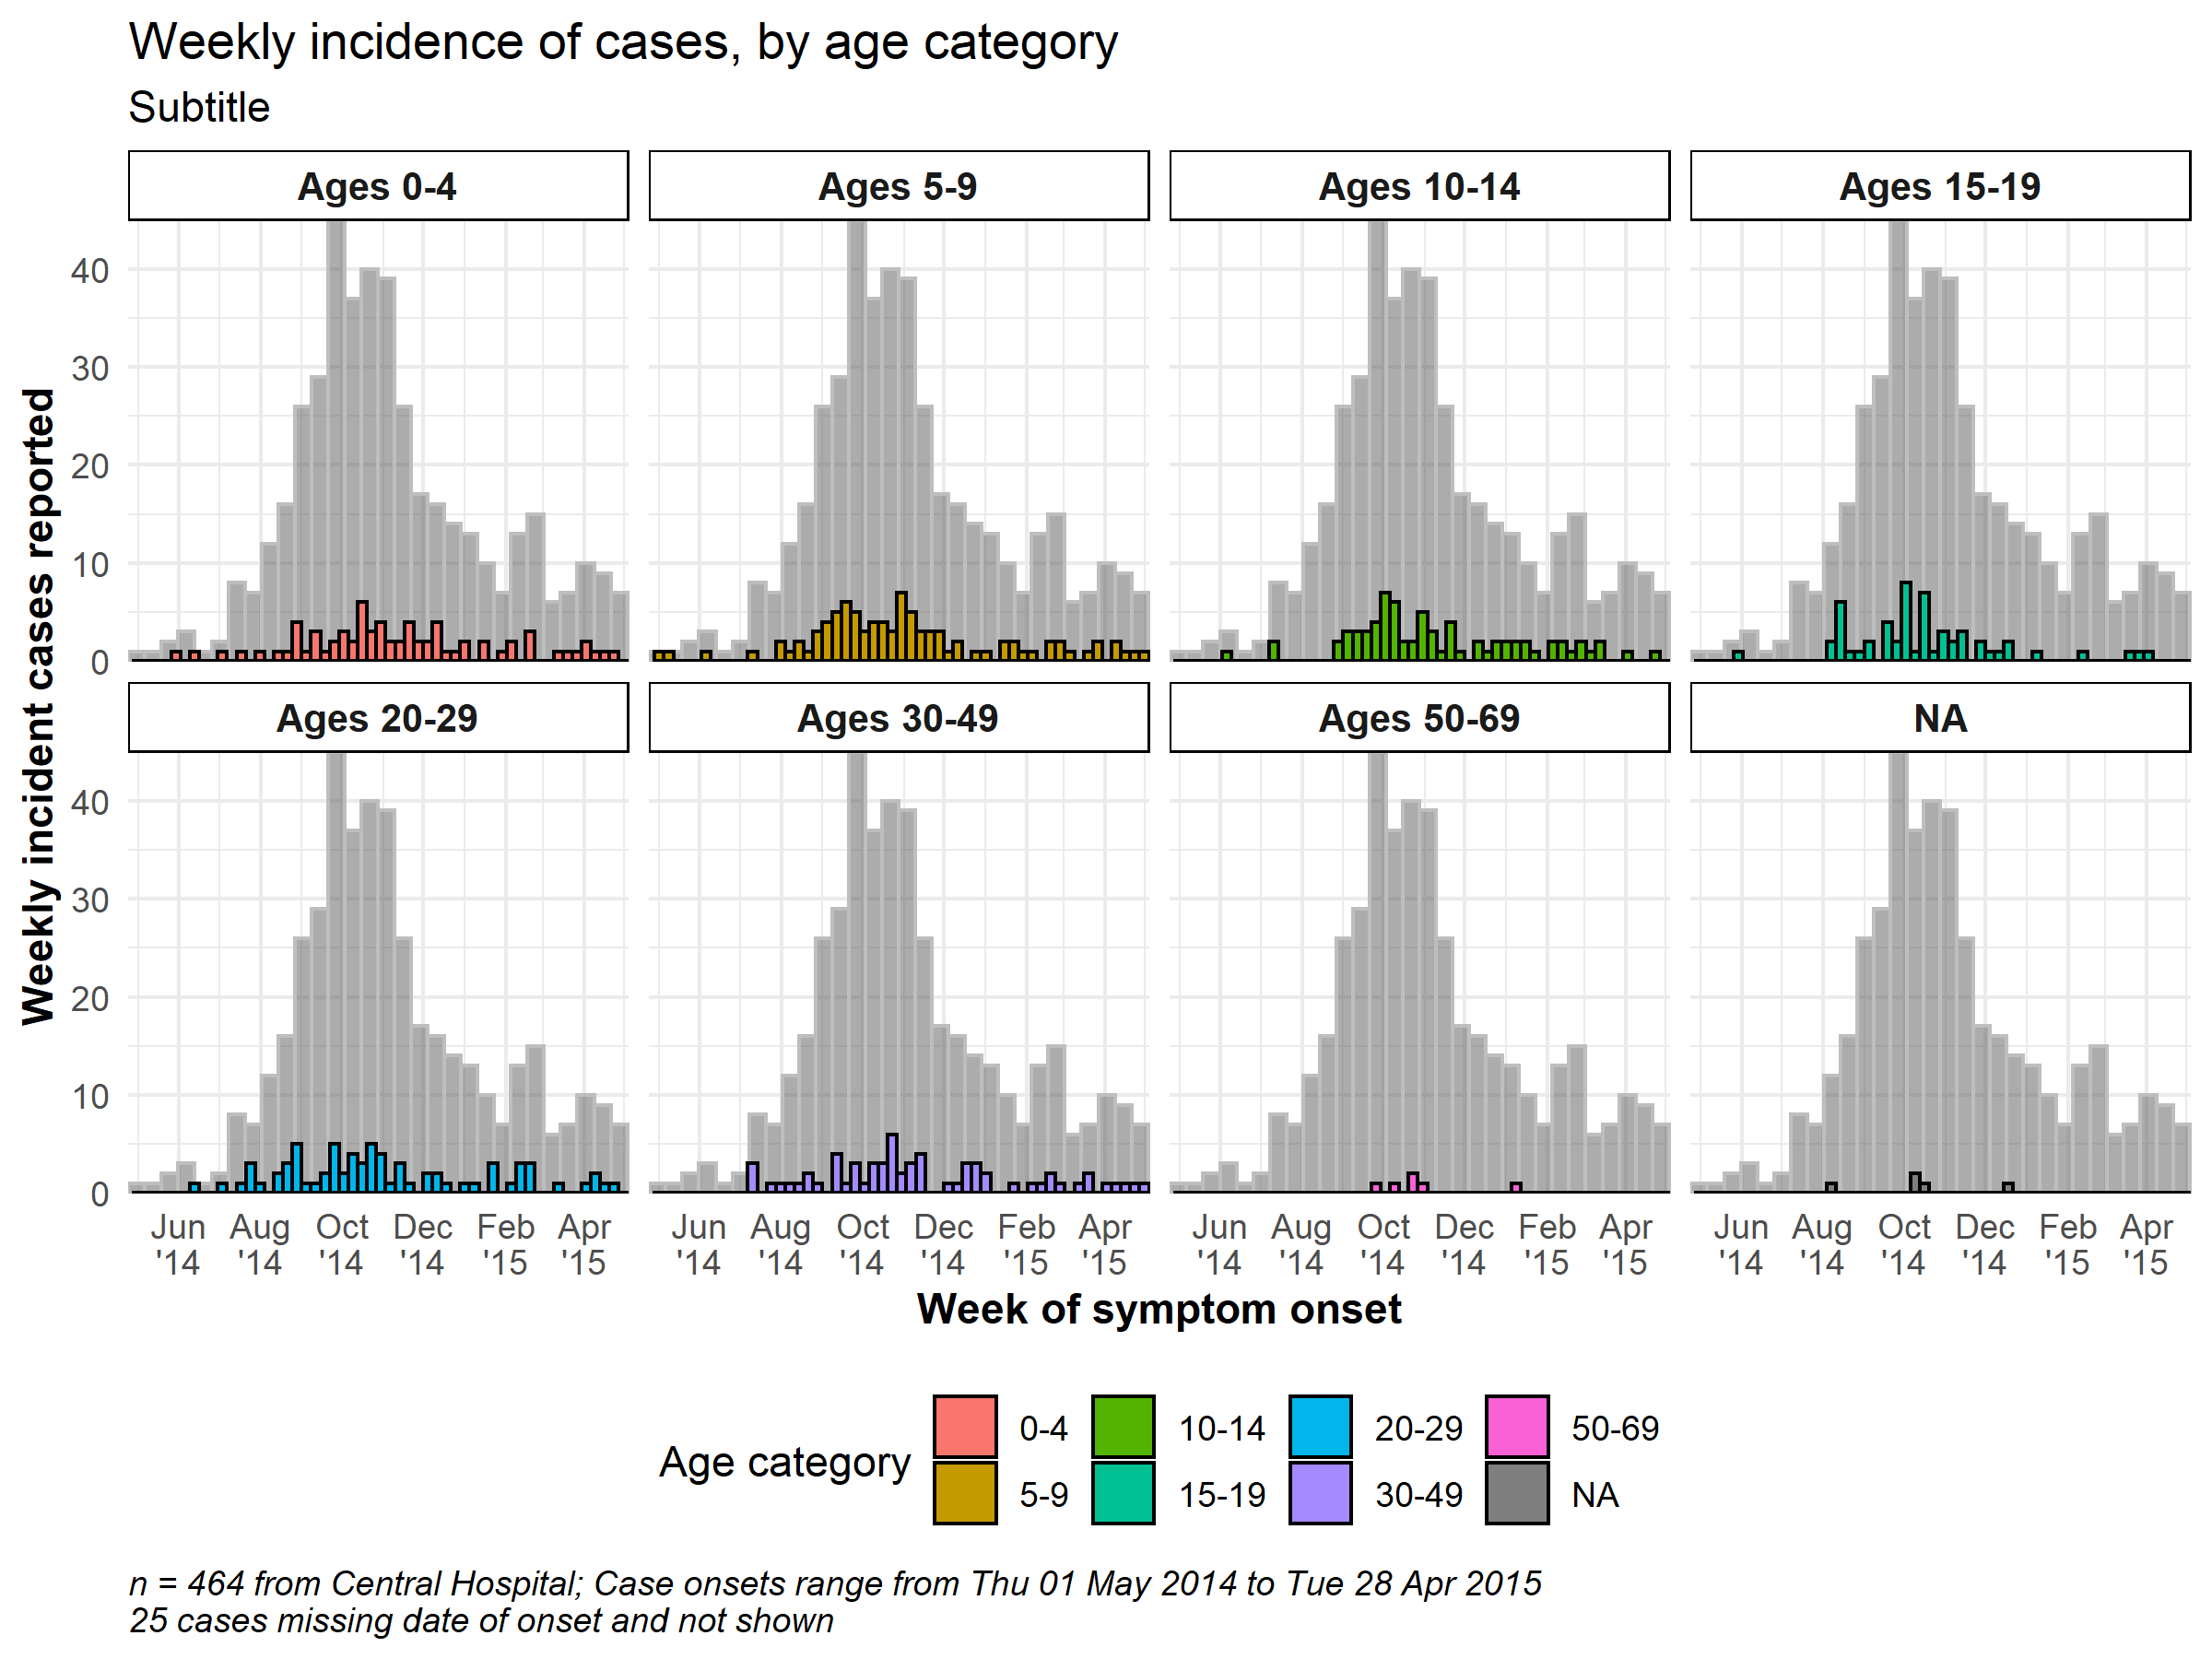 Weekly incidence of cases, by age category
Subtitle
Ages 0-4
Ages 5-9
Ages 10-14
Ages 15-19
40
30
20
10
0
Ages 20-29
Ages 30-49
Ages 50-69
NA
40
30
20
10
0
Weekly incident cases reported
Jun '14 Aug '14 Oct '14 Dec '14 Feb '15 Apr '15
Jun '14 Aug '14 Oct '14 Dec '14 Feb '15 Apr '15
Jun '14 Aug '14 Oct '14 Dec '14 Feb '15 Apr '15
Jun '14 Aug '14 Oct '14 Dec '14 Feb '15 Apr '15
Week of symptom onset
Age category
0-4 10-14 20-29 50-69
5-9 15-19 30-49 NA
n = 464 from Central Hospital; Case onsets range from Thu 01 May 2014 to Tue 28 Apr 2015
25 cases missing date of onset and not shown